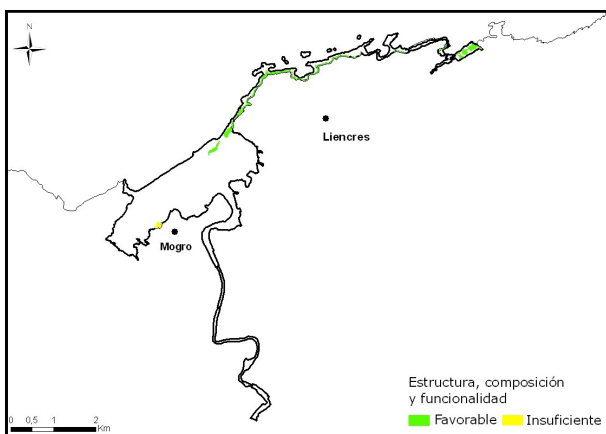 N
Liencres
Mogro
Estructura, composición
y funcionalidad
Favorable Insuficiente
0 0,5 1 2
Km